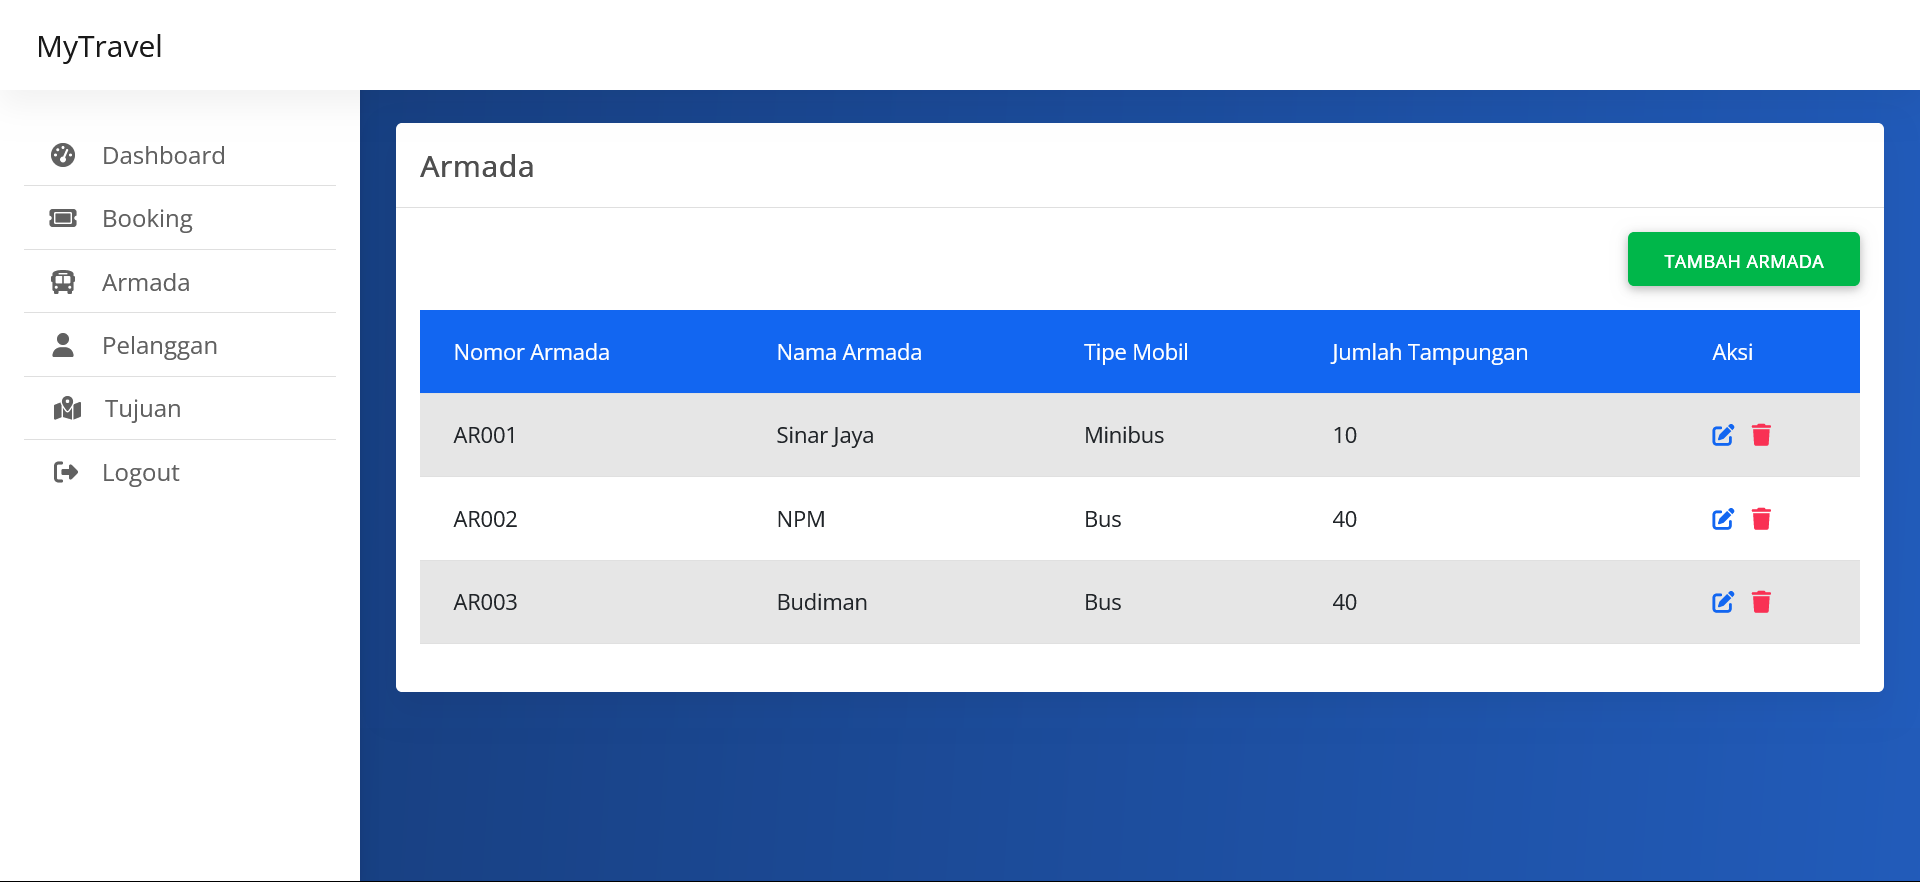 MyTravel
Dashboard
Booking
Armada
Pelanggan
Tujuan
Logout
Armada
TAMBAH ARMADA
Nomor Armada Nama Armada Tipe Mobil Jumlah Tampungan Aksi
AR001 Sinar Jaya Minibus 10
AR002 NPM Bus 40
AR003 Budiman Bus 40